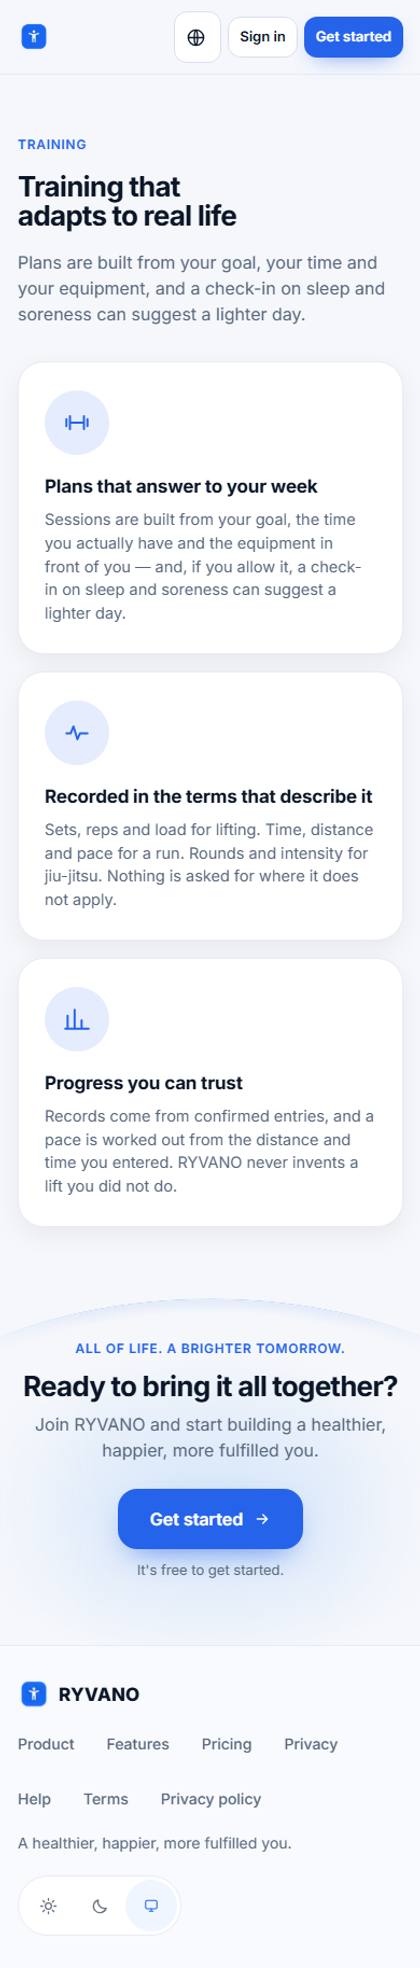 Sign in
Get started
TRAINING
Training that
adapts to real life
Plans are built from your goal, your time and
your equipment, and a check-in on sleep and
soreness can suggest a lighter day.
Plans that answer to your week
Sessions are built from your goal, the time
you actually have and the equipment in
front of you — and, if you allow it, a check-
in on sleep and soreness can suggest a
lighter day.
Recorded in the terms that describe it
Sets, reps and load for lifting. Time, distance
and pace for a run. Rounds and intensity for
jiu-jitsu. Nothing is asked for where it does
not apply.
Progress you can trust
Records come from confirmed entries, and a
pace is worked out from the distance and
time you entered. RYVANO never invents a
lift you did not do.
ALL OF LIFE. A BRIGHTER TOMORROW.
Ready to bring it all together?
Join RYVANO and start building a healthier,
happier, more fulfilled you.
Get started
It's free to get started.
RYVANO
Product Features Pricing Privacy
Help Terms Privacy policy
A healthier, happier, more fulfilled you.